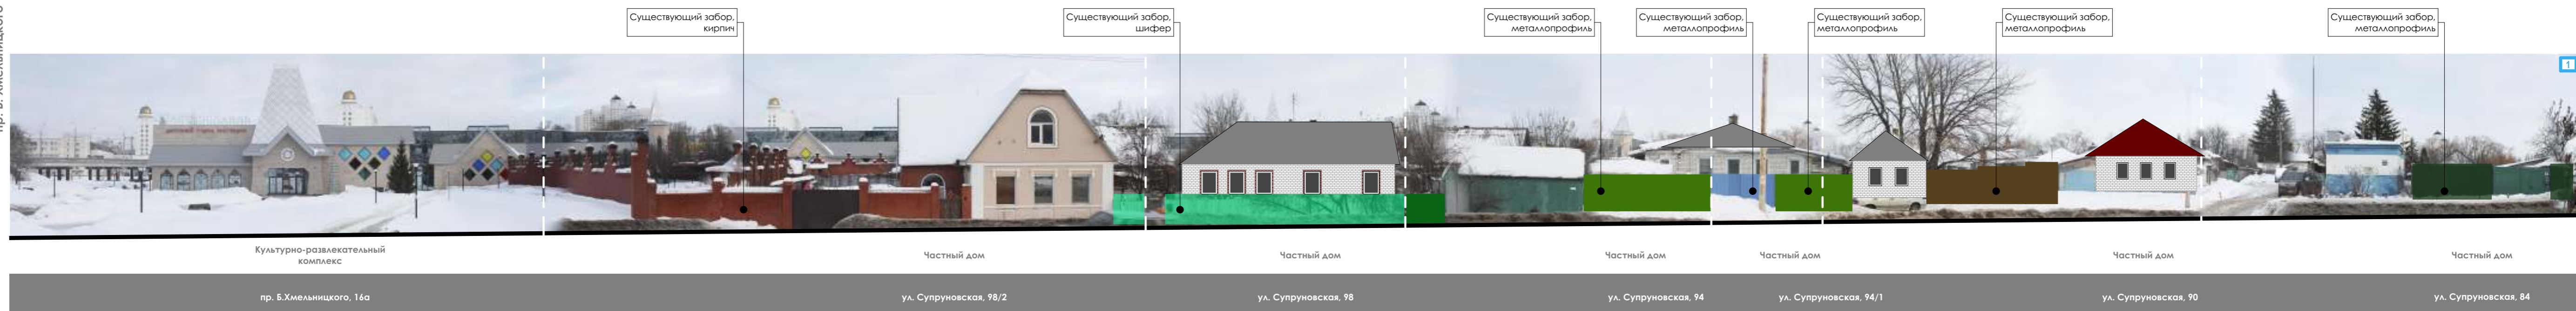 Существующий забор,
кирпич
Существующий забор,
шифер
Существующий забор,
металлопрофиль
Существующий забор,
металлопрофиль
Существующий забор,
металлопрофиль
Существующий забор,
металлопрофиль
Существующий забор,
металлопрофиль
1
Культурно-развлекательный
комплекс
Частный дом
Частный дом
Частный дом
Частный дом
Частный дом
Частный дом
пр. Б.Хмельницкого, 16а
ул. Супруновская, 98/2
ул. Супруновская, 98
ул. Супруновская, 94
ул. Супруновская, 94/1
ул. Супруновская, 90
ул. Супруновская, 84